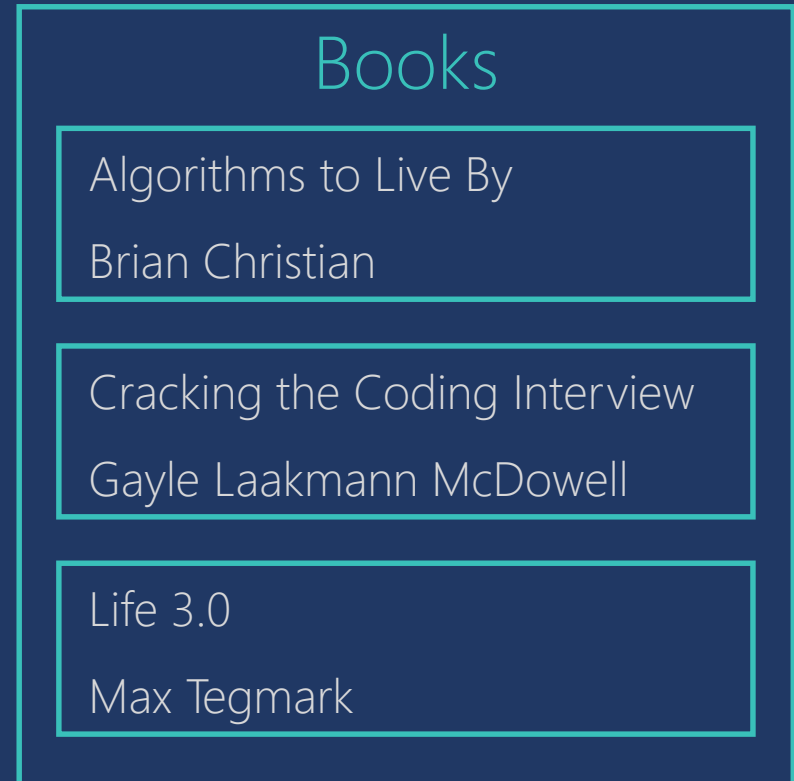 Books
Algorithms to Live By
Brian Christian
Cracking the Coding Interview
Gayle Laakmann McDowell
Life 3.0
Max Tegmark